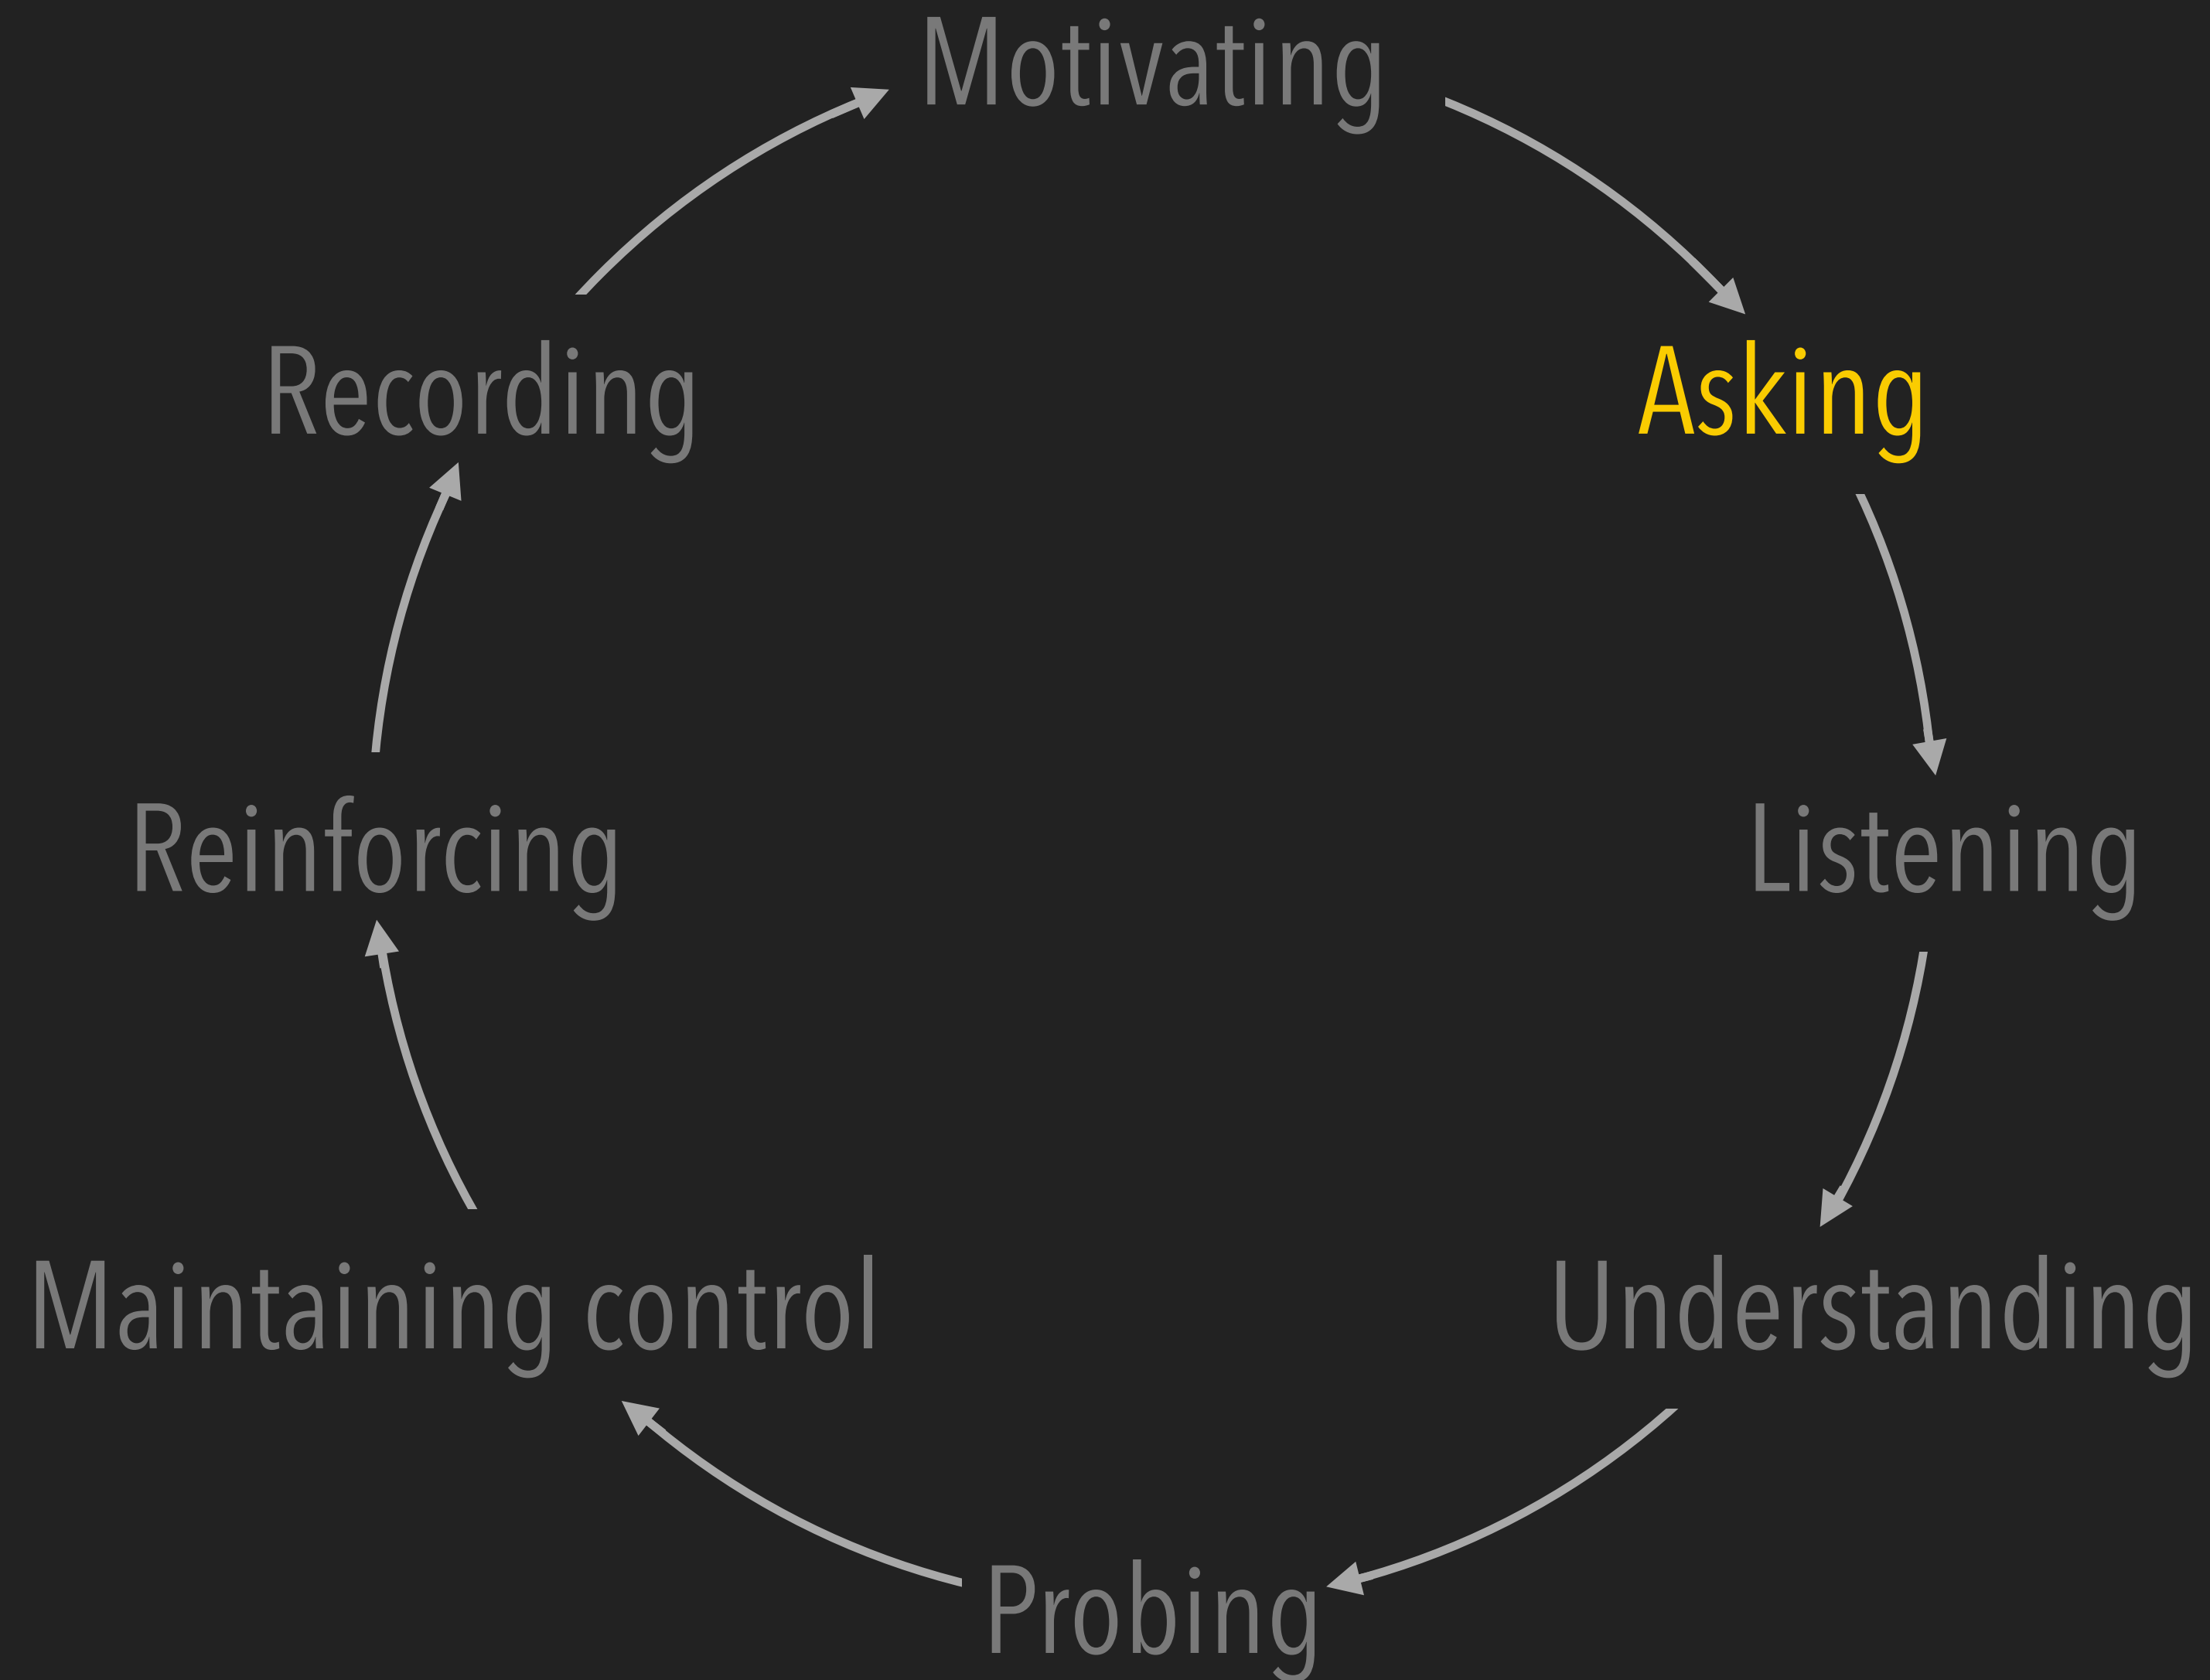 Motivating
Asking
Listening
Understanding
Probing
Maintaining control
Reinforcing
Recording